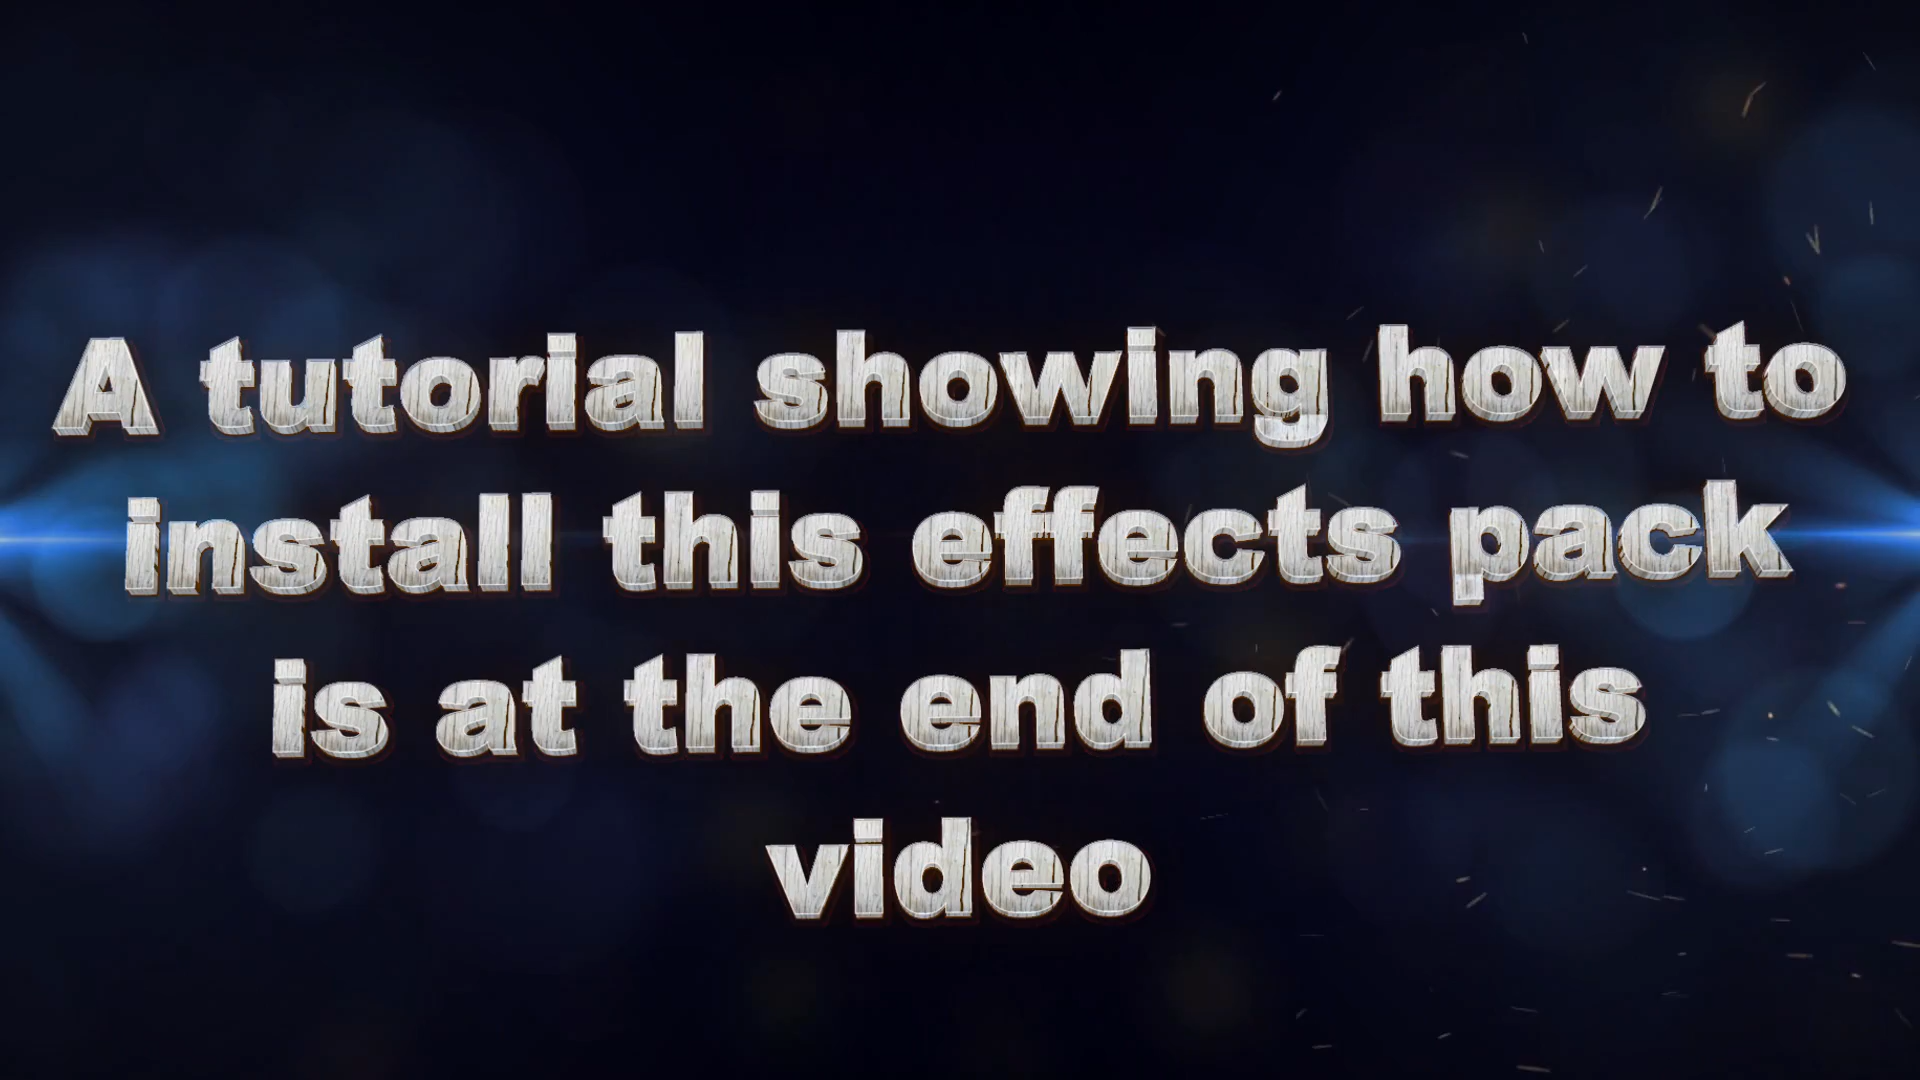 A tutorial showing how to
install this effects pack
is at the end of this
video